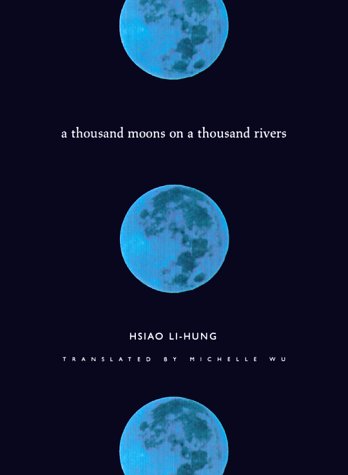 a thousand moons on a thousand rivers
HSIAO LI-HUNG
TRANSLATED BY MICHELLE WU